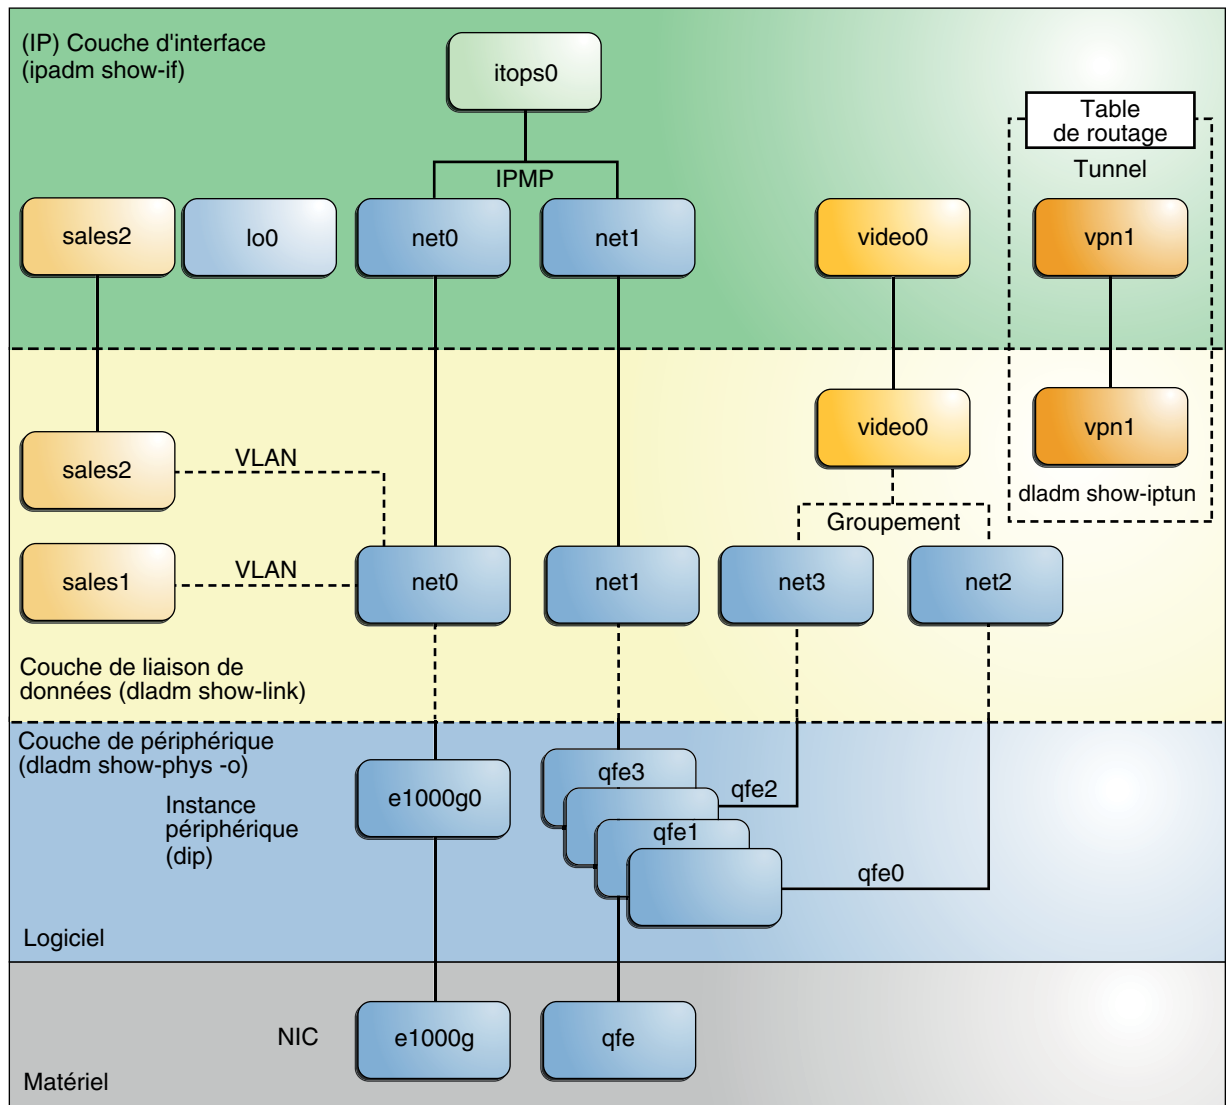 (IP) Couche d'interface
(ipadm show-if)
itops0
Table
de routage
Tunnel
IPMP
sales2
lo0
net0
net1
video0
vpn1
video0
vpn1
sales2
VLAN
dladm show-iptun
Groupement
sales1
VLAN
net0
net1
net3
net2
Couche de liaison de
données (dladm show-link)
Couche de périphérique
(dladm show-phys -o)
qfe3
qfe2
e1000g0
Instance
périphérique
(dip)
qfe1
qfe0
Logiciel
NIC
e1000g
qfe
Matériel